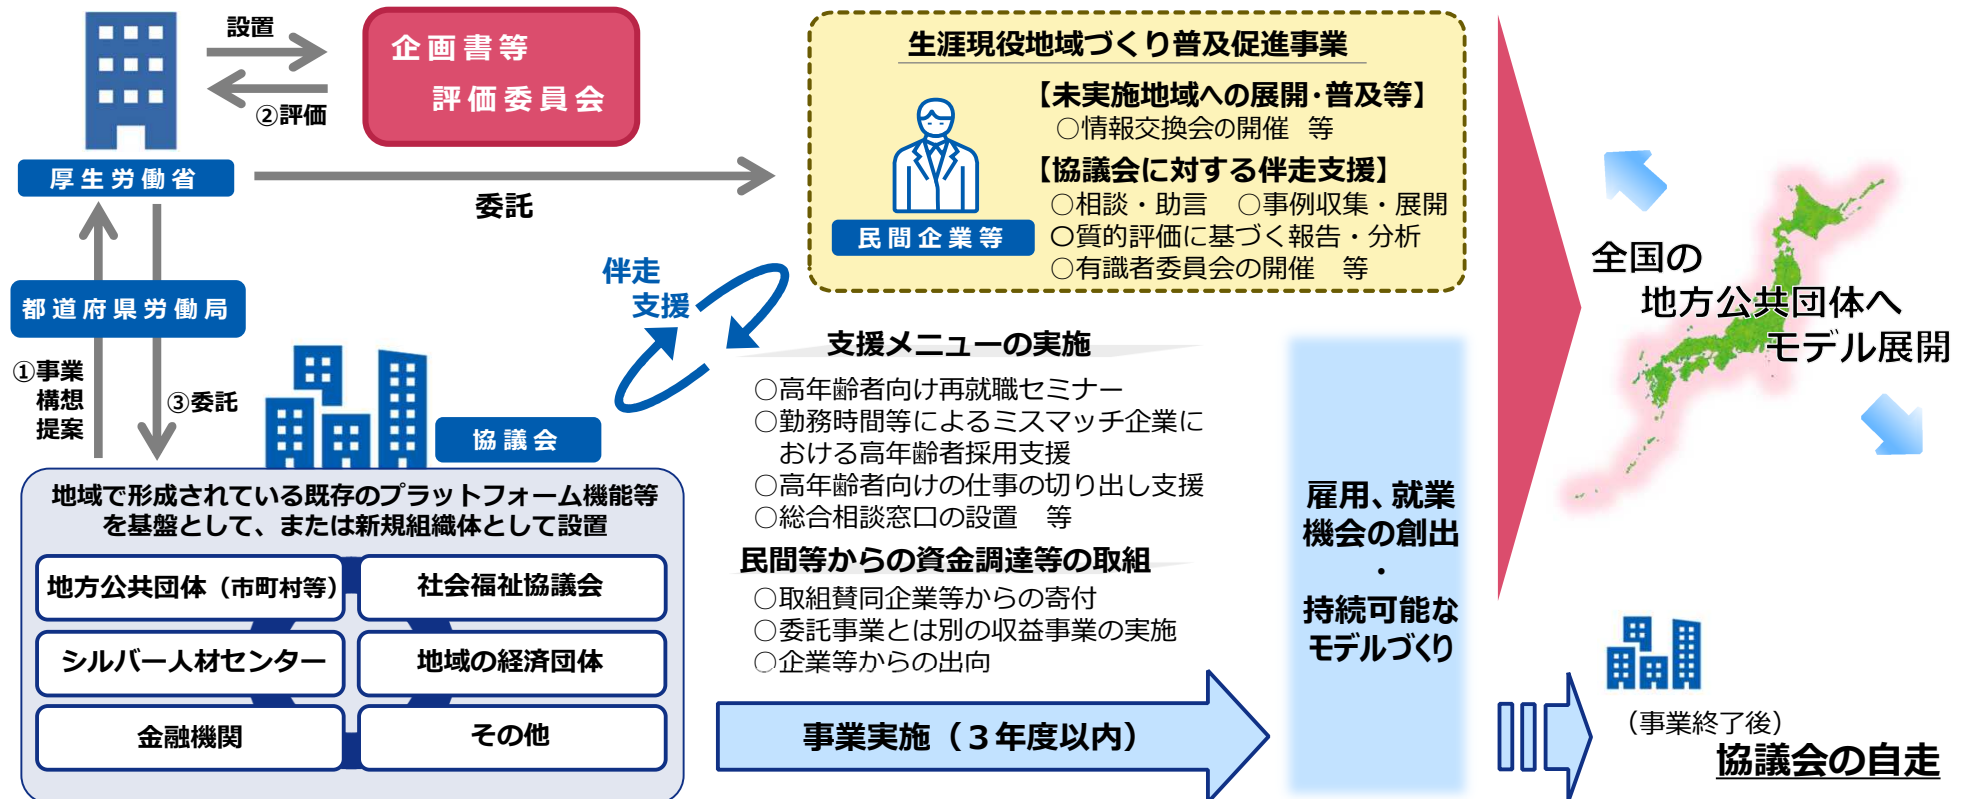 設置
②評価
企画書等
評価委員会
厚生労働省
委託
都道府県労働局
①事業
構想
提案
③委託
生涯現役地域づくり普及促進事業
【未実施地域への展開･普及等】
○情報交換会の開催 等
【協議会に対する伴走支援】
○相談・助言 ○事例収集・展開
○質的評価に基づく報告・分析
○有識者委員会の開催 等
民間企業等
伴走
支援
協議会
地域で形成されている既存のプラットフォーム機能等
を基盤として、または新規組織体として設置
地方公共団体（市町村等）
社会福祉協議会
シルバー人材センター
地域の経済団体
金融機関
その他
支援メニューの実施
○高年齢者向け再就職セミナー
○勤務時間等によるミスマッチ企業に
おける高年齢者採用支援
○高年齢者向けの仕事の切り出し支援
○総合相談窓口の設置 等
民間等からの資金調達等の取組
○取組賛同企業等からの寄付
○委託事業とは別の収益事業の実施
○企業等からの出向
事業実施（３年度以内）
雇用、就業
機会の創出
・
持続可能な
モデルづくり
全国の
地方公共団体へ
モデル展開
（事業終了後）
協議会の自走